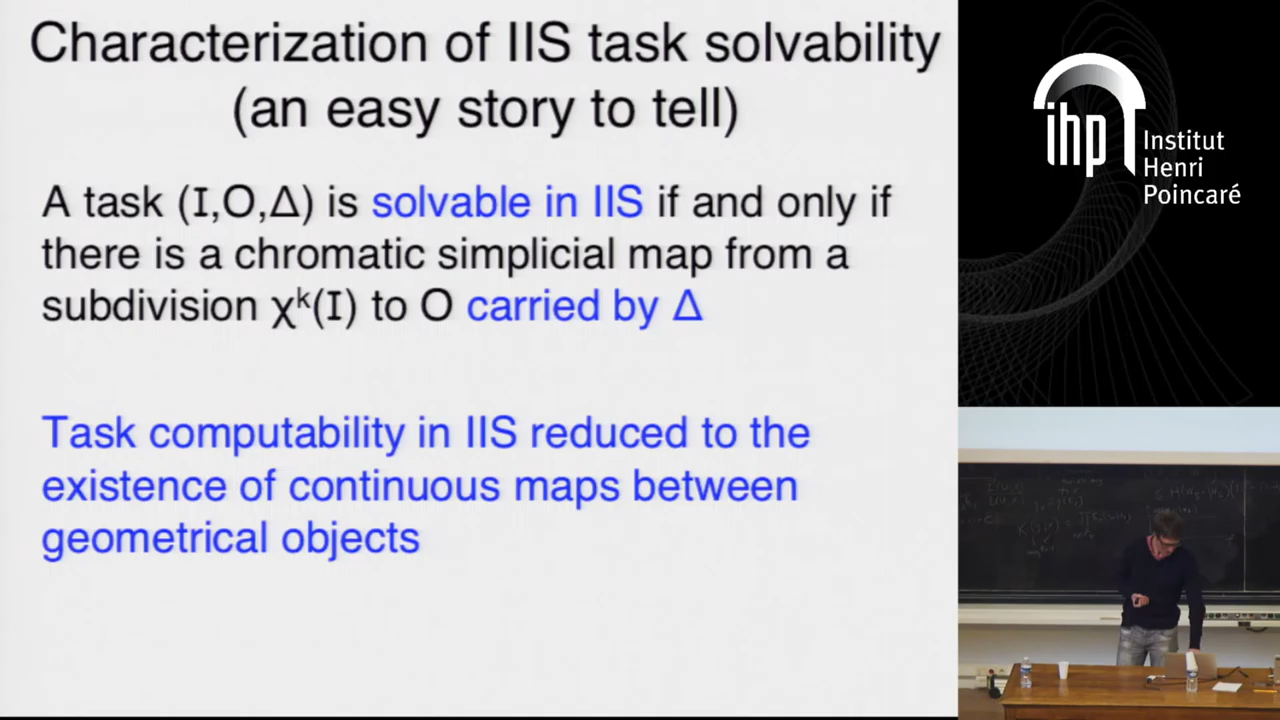 Characterization of IIS task solvability
(an easy story to tell)
A task (I,O,Δ) is solvable in IIS if and only if
there is a chromatic simplicial map from a
subdivision χᵏ(I) to O carried by Δ
Task computability in IIS reduced to the
existence of continuous maps between
geometrical objects
ihp
Institut
Henri
Poincaré